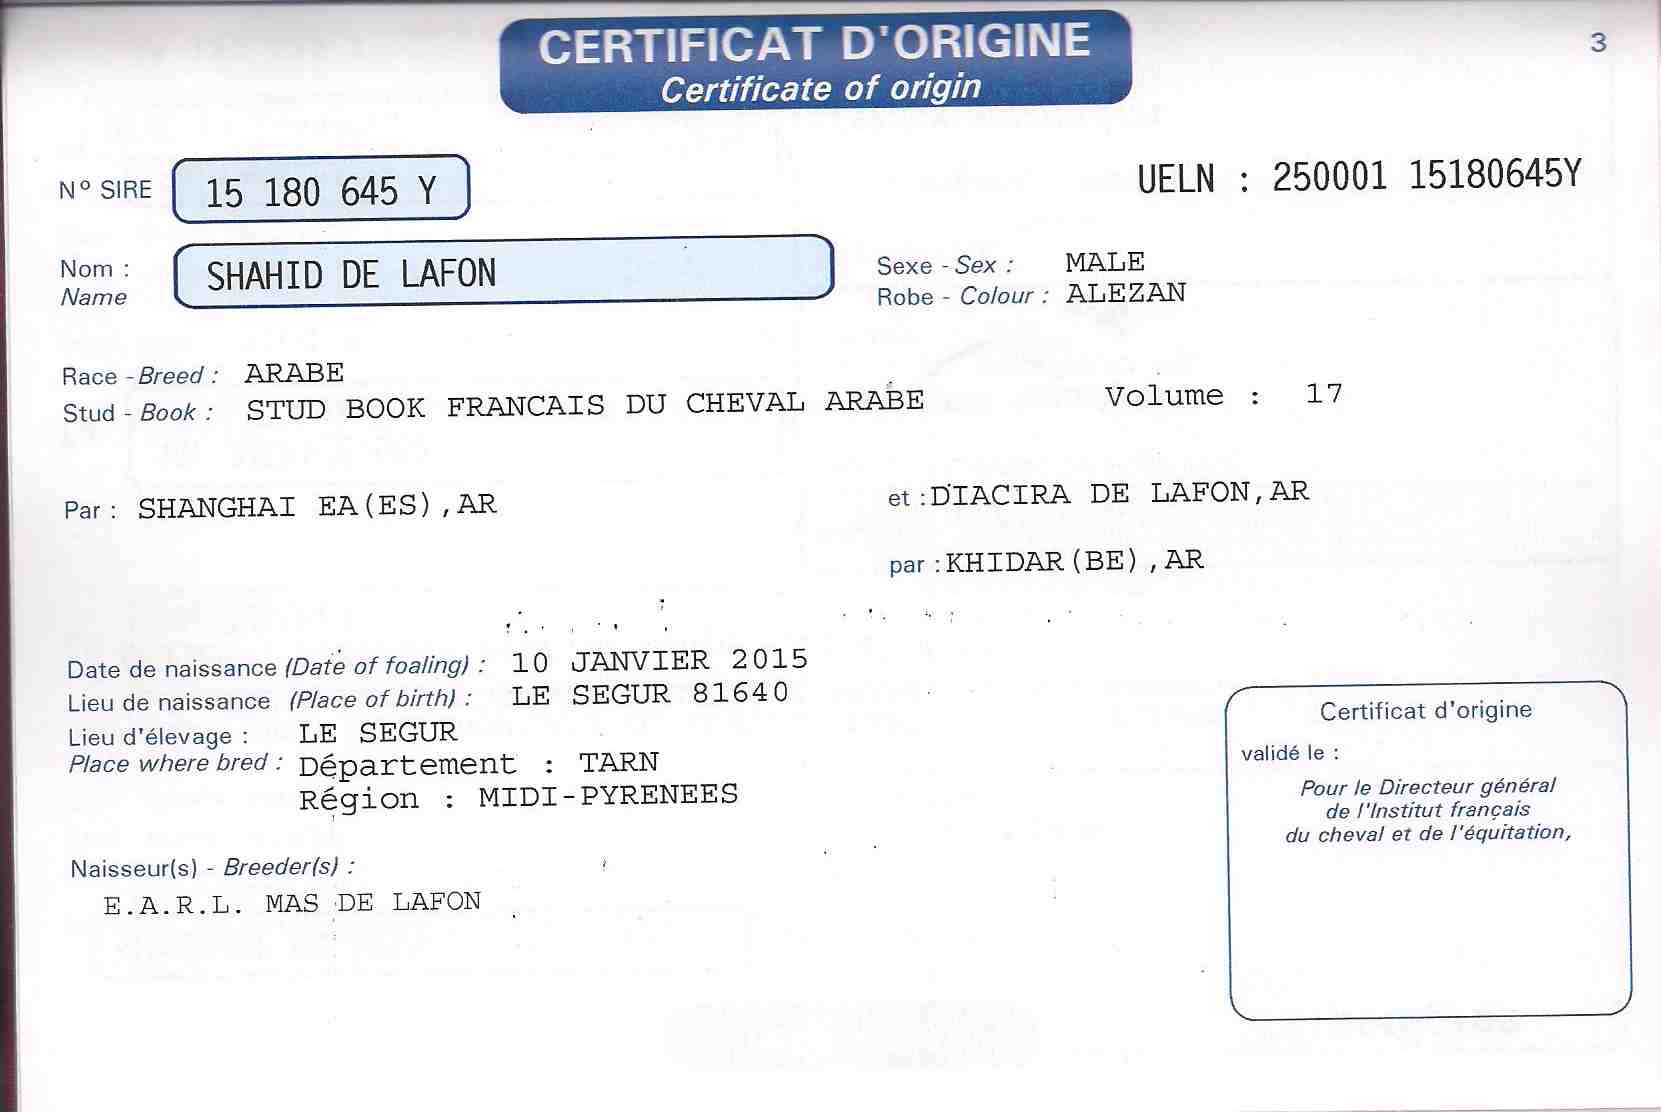 CERTIFICAT D'ORIGINE
Certificate of origin
3
N° SIRE 15 180 645 Y
UELN : 250001 15180645Y
Nom : SHAHID DE LAFON
Name
Sexe - Sex : MALE
Robe - Colour : ALEZAN
Race - Breed : ARABE
Stud - Book : STUD BOOK FRANCAIS DU CHEVAL ARABE Volume : 17
Par : SHANGHAI EA(ES),AR
et : DIACIRA DE LAFON,AR
par : KHIDAR(BE),AR
Date de naissance (Date of foaling) : 10 JANVIER 2015
Lieu de naissance (Place of birth) : LE SEGUR 81640
Lieu d'élevage : LE SEGUR
Place where bred : Département : TARN
Région : MIDI-PYRENEES
Naisseur(s) - Breeder(s) :
E.A.R.L. MAS DE LAFON
Certificat d'origine
validé le :
Pour le Directeur général
de l'Institut français
du cheval et de l'équitation,